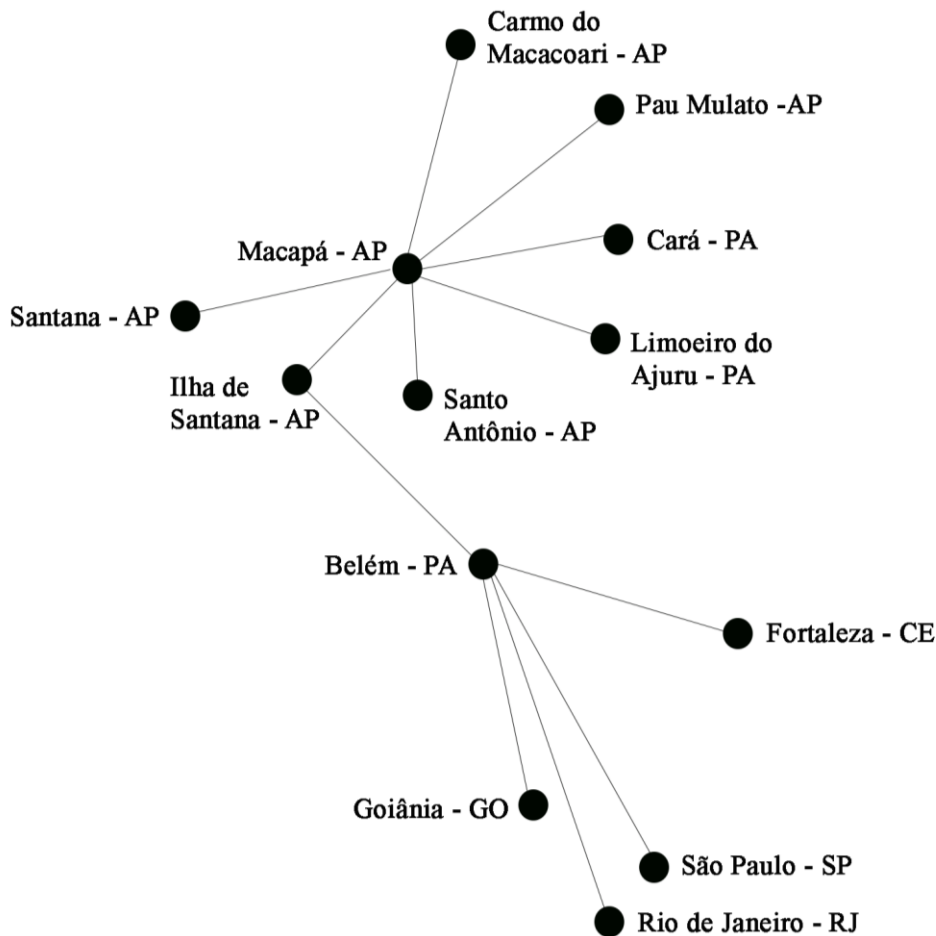 Carmo do
Macacoari - AP
Pau Mulato -AP
Macapá - AP
Cará - PA
Santana - AP
Limoeiro do
Ajuru - PA
Ilha de
Santana - AP
Santo
Antônio - AP
Belém - PA
Fortaleza - CE
Goiânia - GO
São Paulo - SP
Rio de Janeiro - RJ